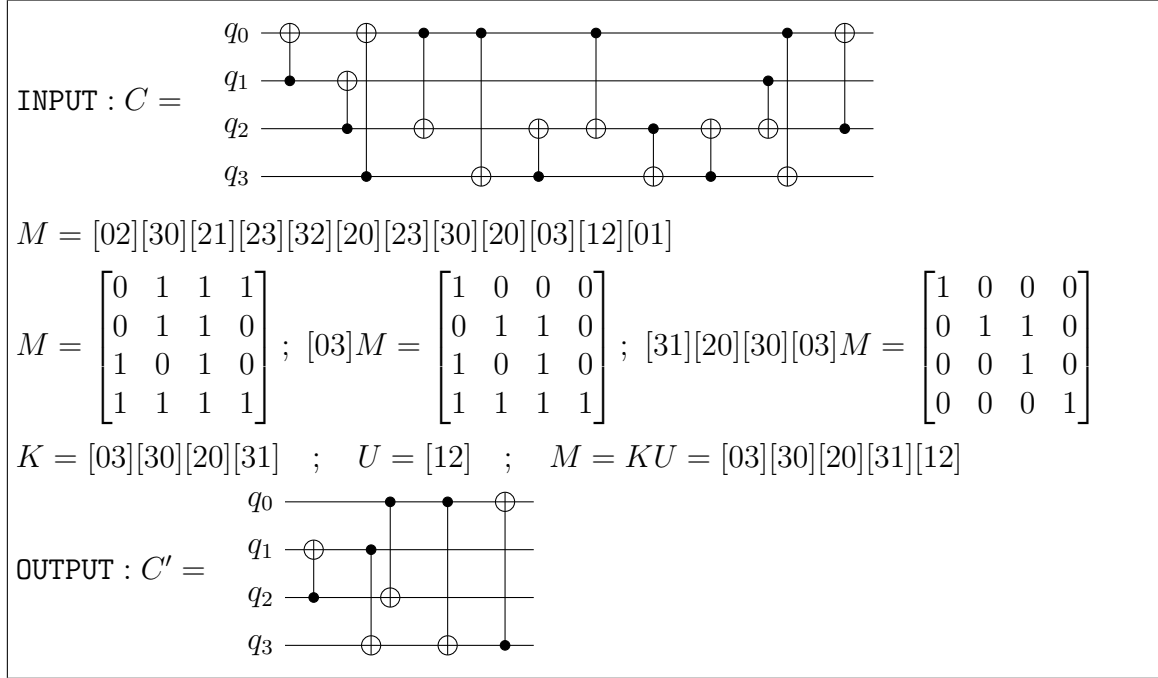 q₀
q₁
INPUT : C =
q₂
q₃
M = [02][30][21][23][32][20][23][30][20][03][12][01]
M = [0 1 1 1; 0 1 1 0; 1 0 1 0; 1 1 1 1] ; [03]M = [1 0 0 0; 0 1 1 0; 1 0 1 0; 1 1 1 1] ; [31][20][30][03]M = [1 0 0 0; 0 1 1 0; 0 0 1 0; 0 0 0 1]
K = [03][30][20][31] ; U = [12] ; M = KU = [03][30][20][31][12]
q₀
q₁
OUTPUT : C′ =
q₂
q₃